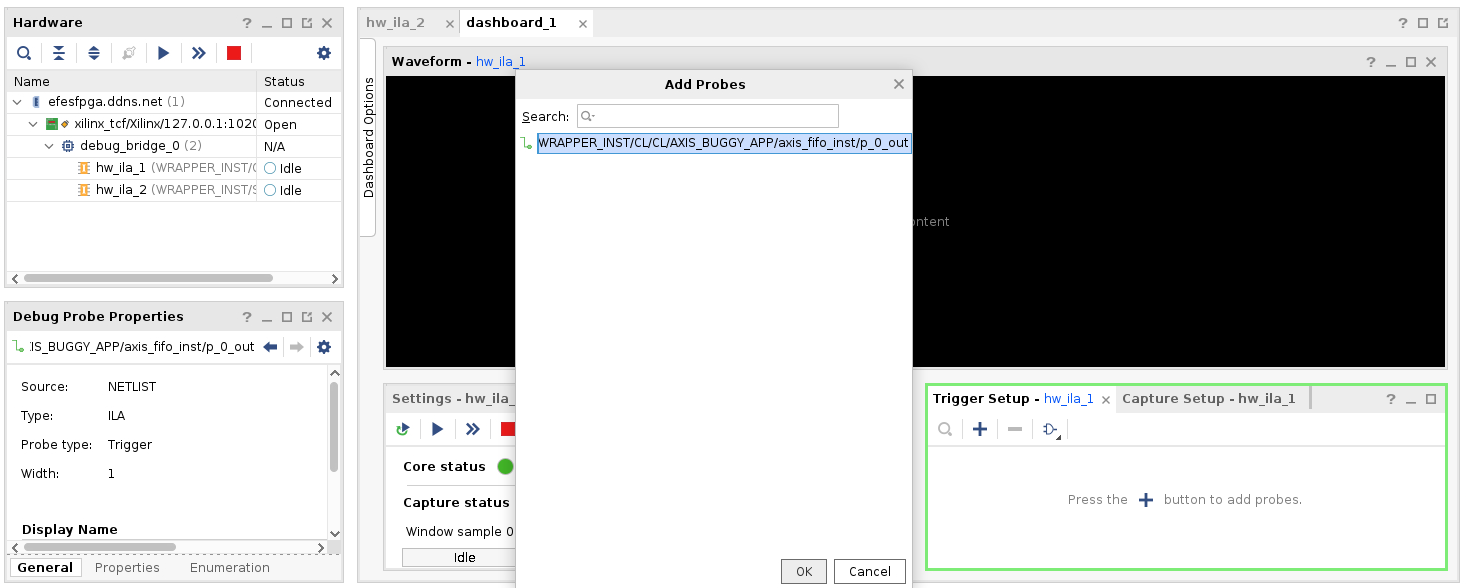 Hardware
Name Status
efesfpga.ddns.net (1) Connected
xilinx_tcf/Xilinx/127.0.0.1:1020 Open
debug_bridge_0 (2) N/A
hw_ila_1 (WRAPPER_INST/ Idle
hw_ila_2 (WRAPPER_INST/ Idle
Debug Probe Properties
IS_BUGGY_APP/axis_fifo_inst/p_0_out
Source: NETLIST
Type: ILA
Probe type: Trigger
Width: 1
Display Name
General Properties Enumeration
hw_ila_2 dashboard_1
Dashboard Options
Waveform - hw_ila_1
ontent
Add Probes
Search:
WRAPPER_INST/CL/CL/AXIS_BUGGY_APP/axis_fifo_inst/p_0_out
OK Cancel
Settings - hw_ila_
Core status
Capture status
Window sample 0
Idle
Trigger Setup - hw_ila_1 Capture Setup - hw_ila_1
Press the + button to add probes.